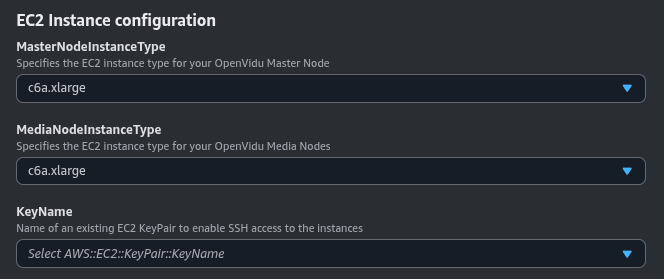 EC2 Instance configuration
MasterNodeInstanceType
Specifies the EC2 instance type for your OpenVidu Master Node
c6a.xlarge
MediaNodeInstanceType
Specifies the EC2 instance type for your OpenVidu Media Nodes
c6a.xlarge
KeyName
Name of an existing EC2 KeyPair to enable SSH access to the instances
Select AWS::EC2::KeyPair::KeyName